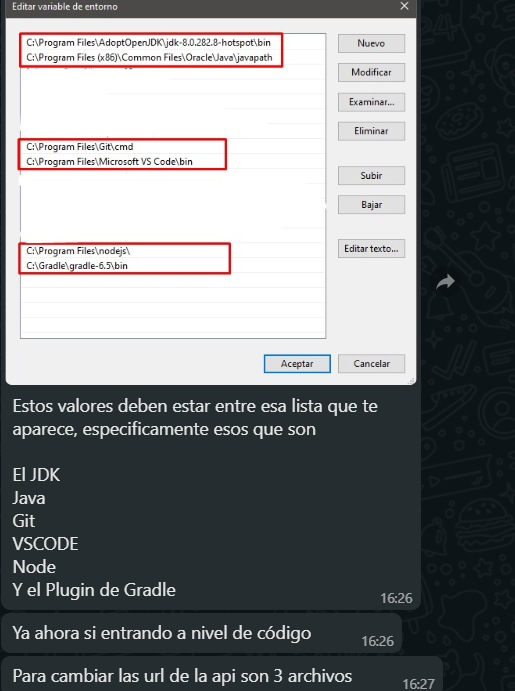 Editar variable de entorno
C:\Program Files\AdoptOpenJDK\jdk-8.0.282.8-hotspot\bin
C:\Program Files (x86)\Common Files\Oracle\Java\javapath
Nuevo
Modificar
Examinar...
Eliminar
C:\Program Files\Git\cmd
C:\Program Files\Microsoft VS Code\bin
Subir
Bajar
C:\Program Files\nodejs\
C:\Gradle\gradle-6.5\bin
Editar texto...
Aceptar
Cancelar
Estos valores deben estar entre esa lista que te
aparece, especificamente esos que son
El JDK
Java
Git
VSCODE
Node
Y el Plugin de Gradle
16:26
Ya ahora si entrando a nivel de código
16:26
Para cambiar las url de la api son 3 archivos
16:27